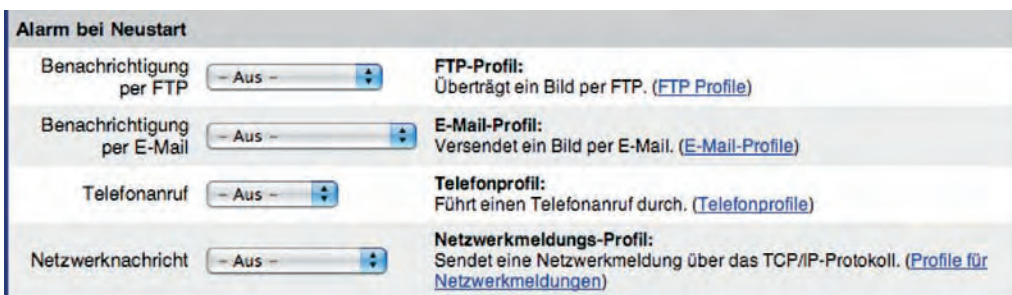 Alarm bei Neustart
Benachrichtigung per FTP
– Aus –
FTP-Profil:
Überträgt ein Bild per FTP. (FTP Profile)
Benachrichtigung per E-Mail
– Aus –
E-Mail-Profil:
Versendet ein Bild per E-Mail. (E-Mail-Profile)
Telefonanruf
– Aus –
Telefonprofil:
Führt einen Telefonanruf durch. (Telefonprofile)
Netzwerknachricht
– Aus –
Netzwerkmeldungs-Profil:
Sendet eine Netzwerkmeldung über das TCP/IP-Protokoll. (Profile für
Netzwerkmeldungen)